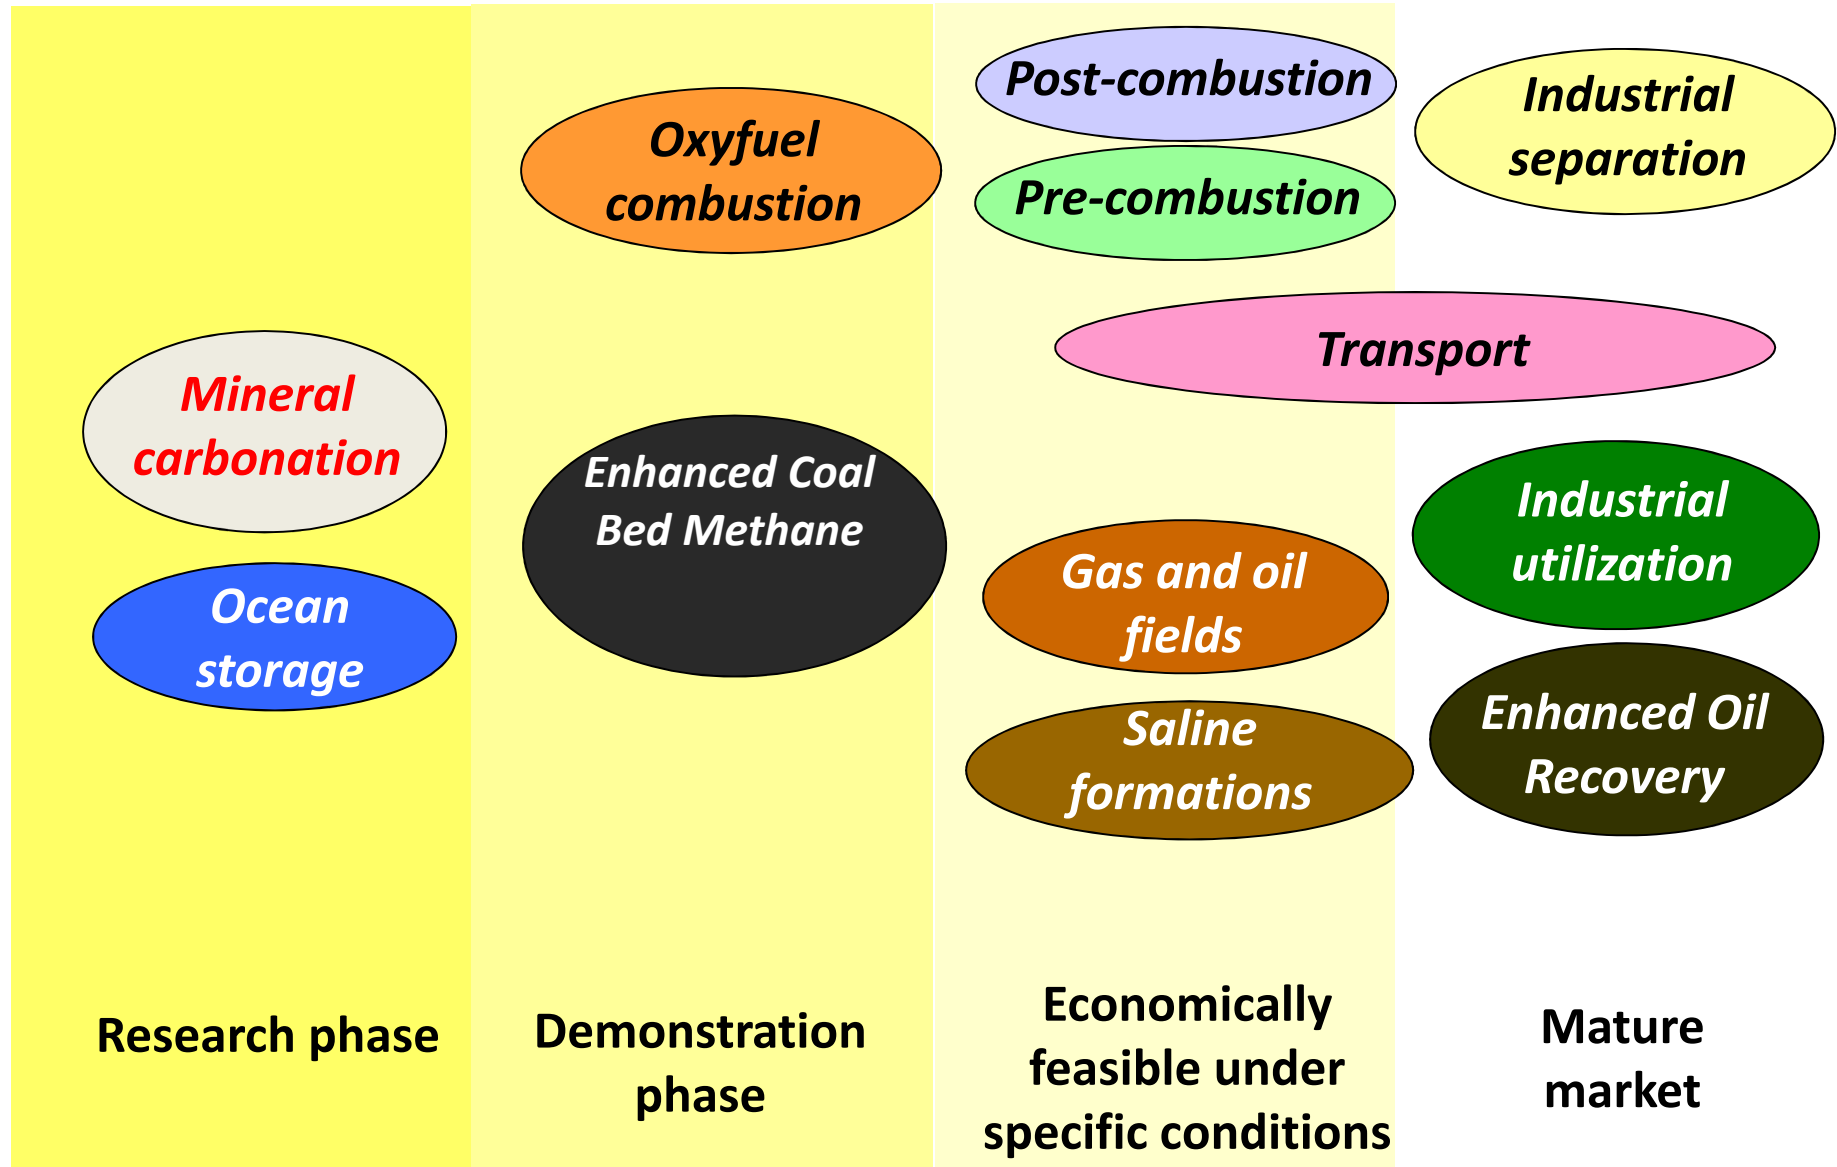 Post-combustion
Industrial
separation
Oxyfuel
combustion
Pre-combustion
Transport
Mineral
carbonation
Enhanced Coal
Bed Methane
Industrial
utilization
Gas and oil
fields
Ocean
storage
Saline
formations
Enhanced Oil
Recovery
Research phase
Demonstration
phase
Economically
feasible under
specific conditions
Mature
market